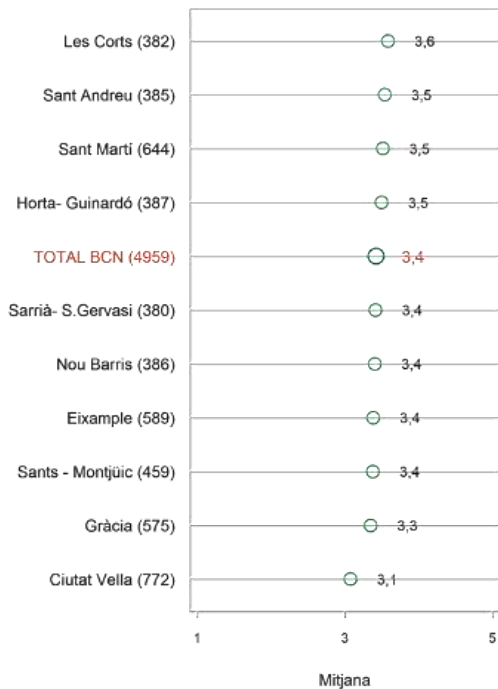 Les Corts (382) 3,6
Sant Andreu (385) 3,5
Sant Martí (644) 3,5
Horta- Guinardó (387) 3,5
TOTAL BCN (4959) 3,4
Sarrià- S.Gervasi (380) 3,4
Nou Barris (386) 3,4
Eixample (589) 3,4
Sants - Montjüic (459) 3,4
Gràcia (575) 3,3
Ciutat Vella (772) 3,1
1 3 5
Mitjana